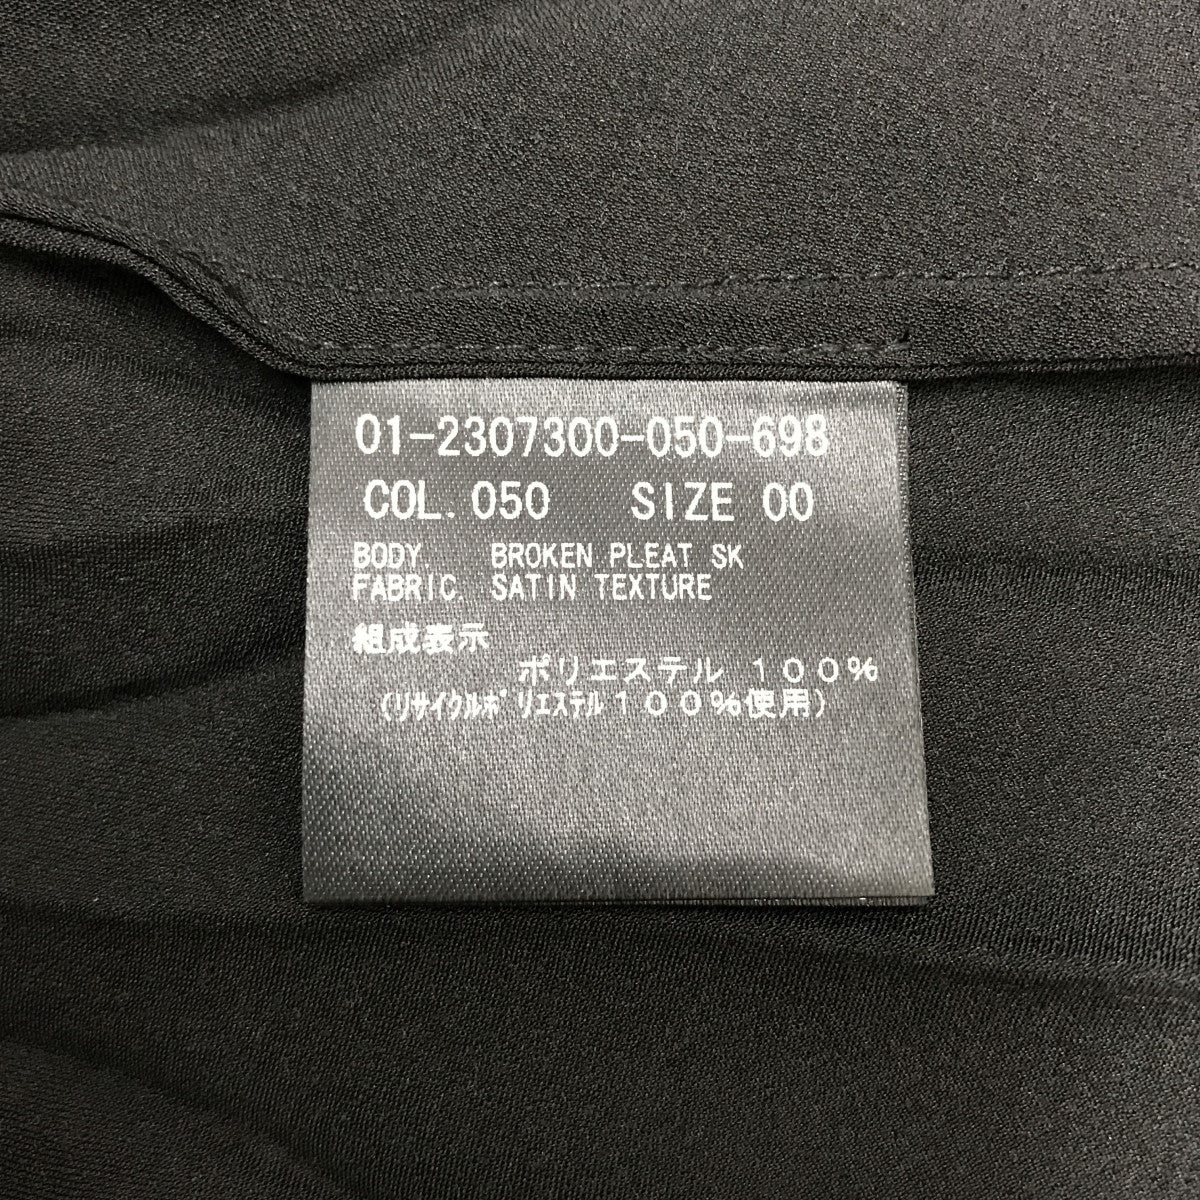 01-2307300-050-698
COL. 050 SIZE 00
BODY. BROKEN PLEAT SK
FABRIC. SATIN TEXTURE
組成表示
ポリエステル 100%
(ﾘｻｲｸﾙﾎﾟﾘｴｽﾃﾙ100%使用)